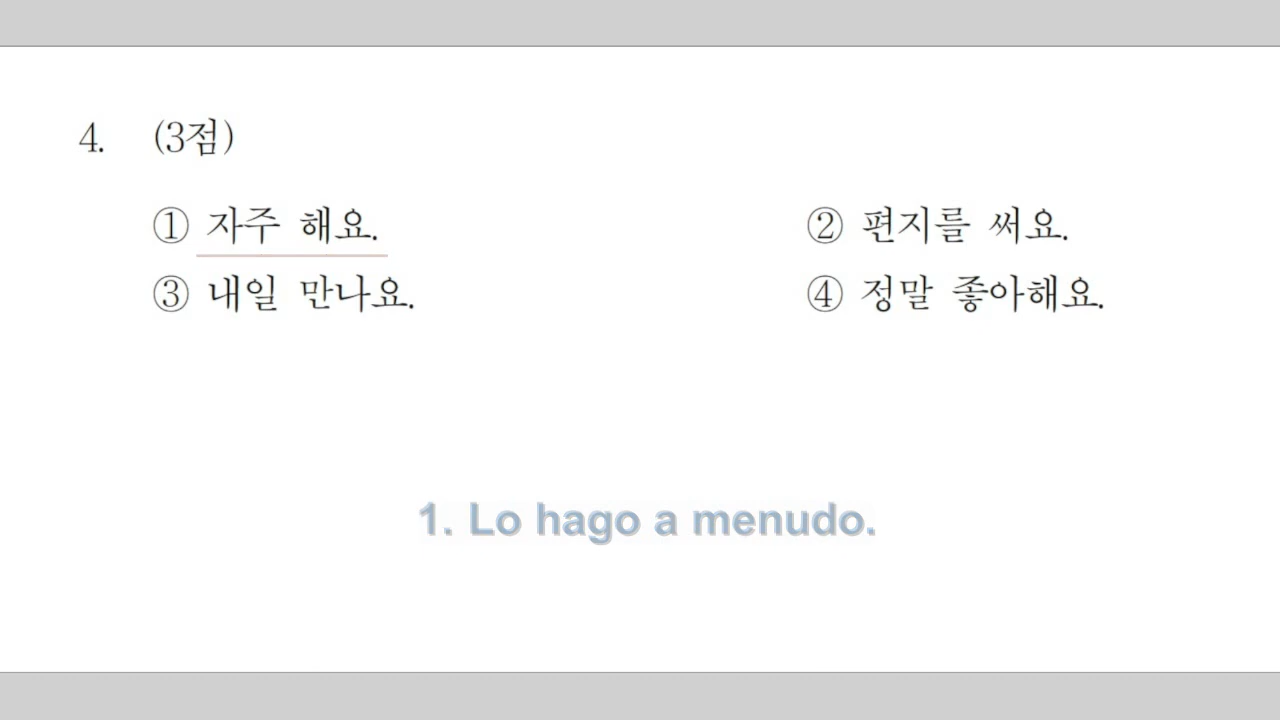 4. (3점)
① 자주 해요. ② 편지를 써요.
③ 내일 만나요. ④ 정말 좋아해요.
1. Lo hago a menudo.